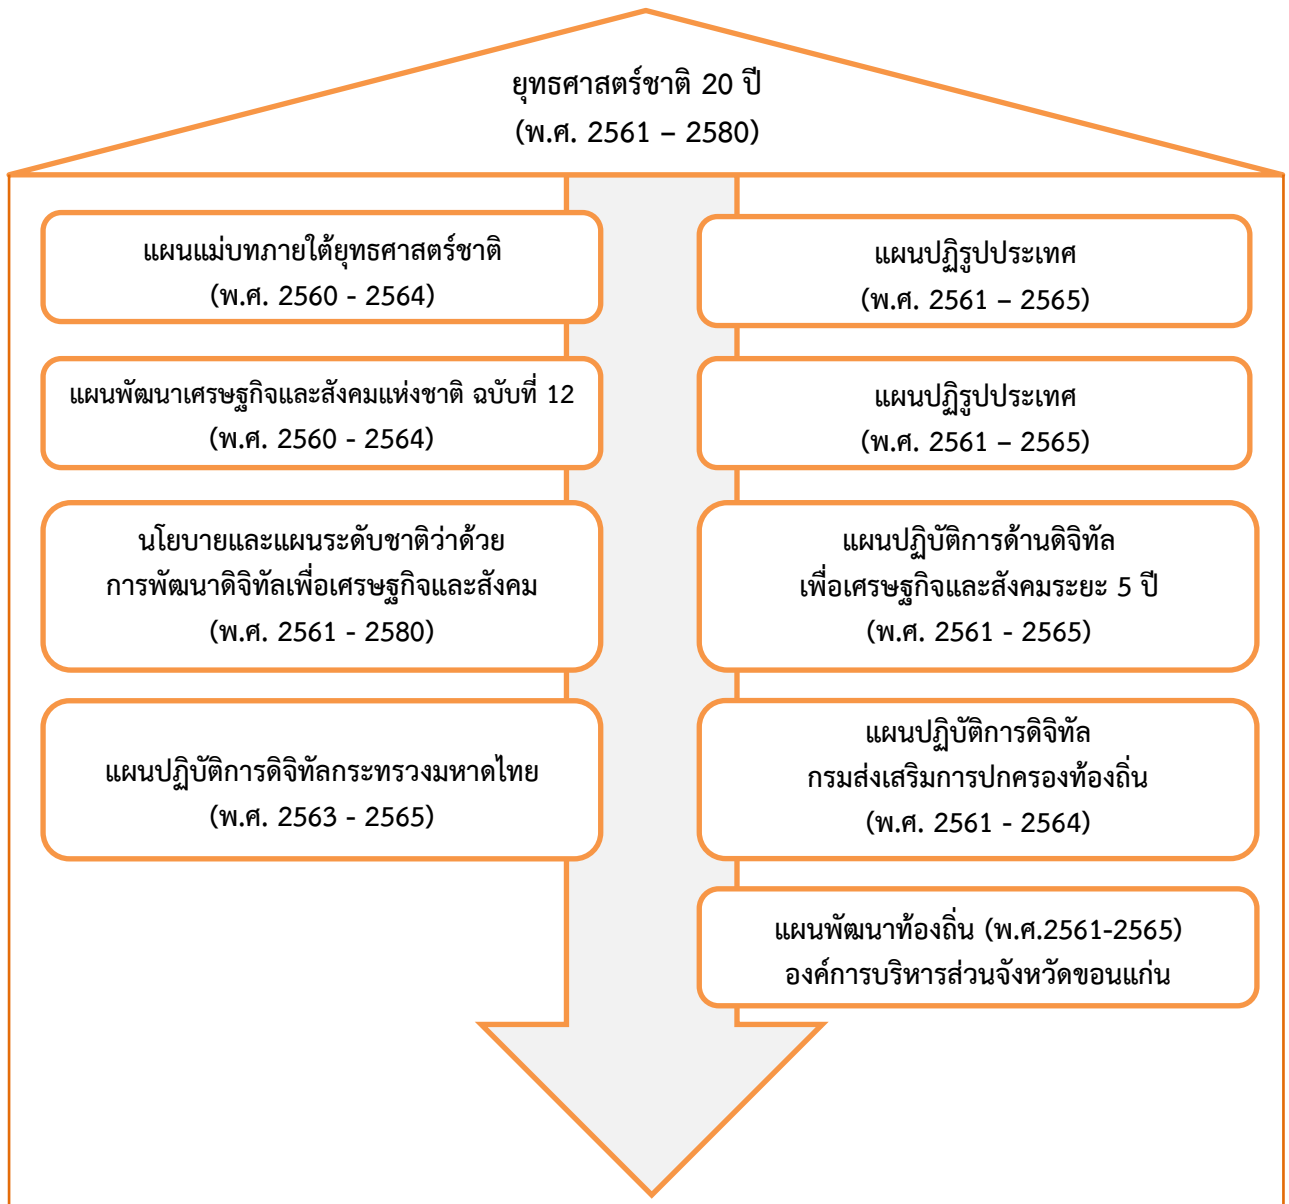 ยุทธศาสตร์ชาติ 20 ปี
(พ.ศ. 2561 – 2580)
แผนแม่บทภายใต้ยุทธศาสตร์ชาติ
(พ.ศ. 2560 - 2564)
แผนปฏิรูปประเทศ
(พ.ศ. 2561 – 2565)
แผนพัฒนาเศรษฐกิจและสังคมแห่งชาติ ฉบับที่ 12
(พ.ศ. 2560 - 2564)
แผนปฏิรูปประเทศ
(พ.ศ. 2561 – 2565)
นโยบายและแผนระดับชาติว่าด้วย
การพัฒนาดิจิทัลเพื่อเศรษฐกิจและสังคม
(พ.ศ. 2561 - 2580)
แผนปฏิบัติการด้านดิจิทัล
เพื่อเศรษฐกิจและสังคมระยะ 5 ปี
(พ.ศ. 2561 - 2565)
แผนปฏิบัติการดิจิทัลกระทรวงมหาดไทย
(พ.ศ. 2563 - 2565)
แผนปฏิบัติการดิจิทัล
กรมส่งเสริมการปกครองท้องถิ่น
(พ.ศ. 2561 - 2564)
แผนพัฒนาท้องถิ่น (พ.ศ.2561-2565)
องค์การบริหารส่วนจังหวัดขอนแก่น